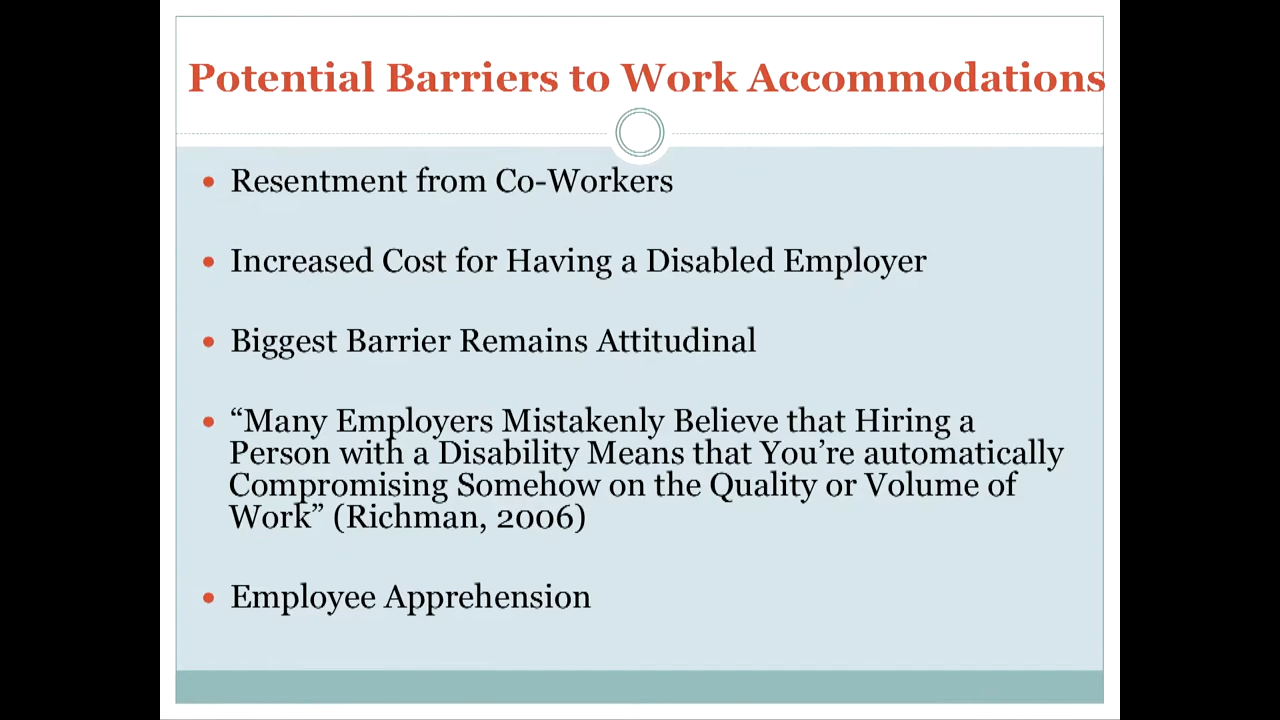 Potential Barriers to Work Accommodations
• Resentment from Co-Workers
• Increased Cost for Having a Disabled Employer
• Biggest Barrier Remains Attitudinal
• “Many Employers Mistakenly Believe that Hiring a
Person with a Disability Means that You’re automatically
Compromising Somehow on the Quality or Volume of
Work” (Richman, 2006)
• Employee Apprehension